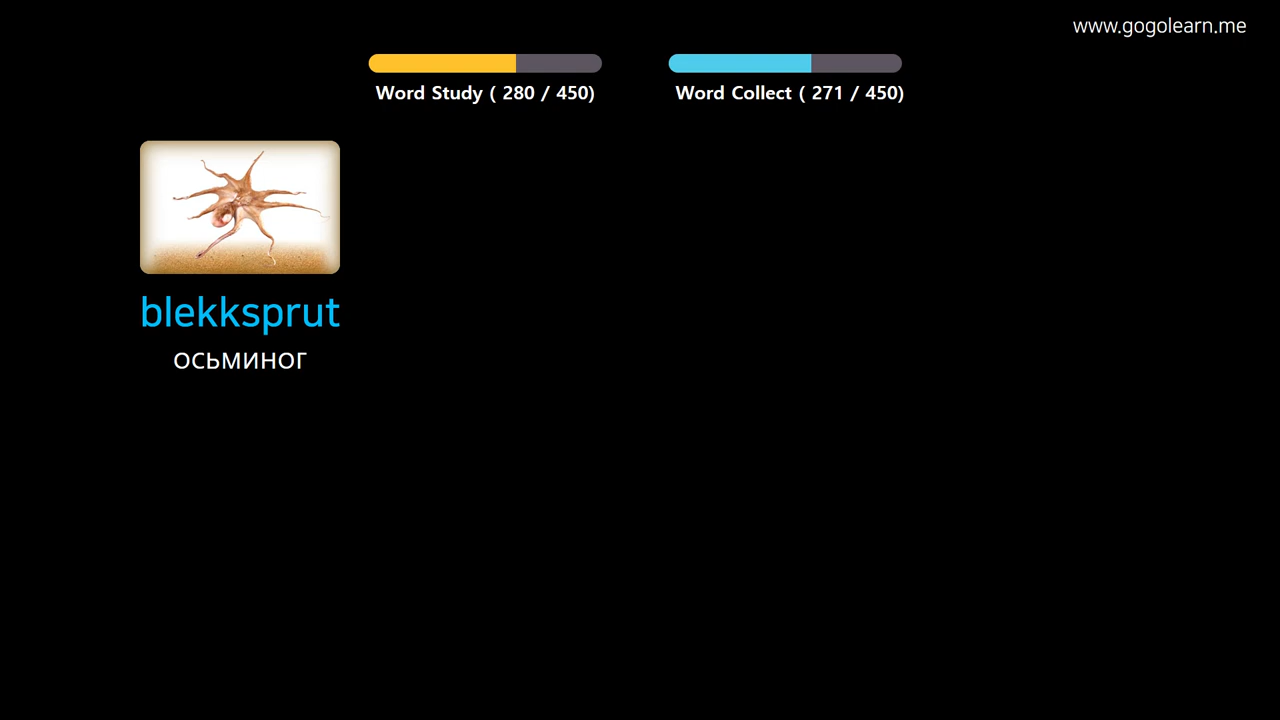 www.gogolearn.me
Word Study ( 280 / 450)
Word Collect ( 271 / 450)
blekksprut
осьминог